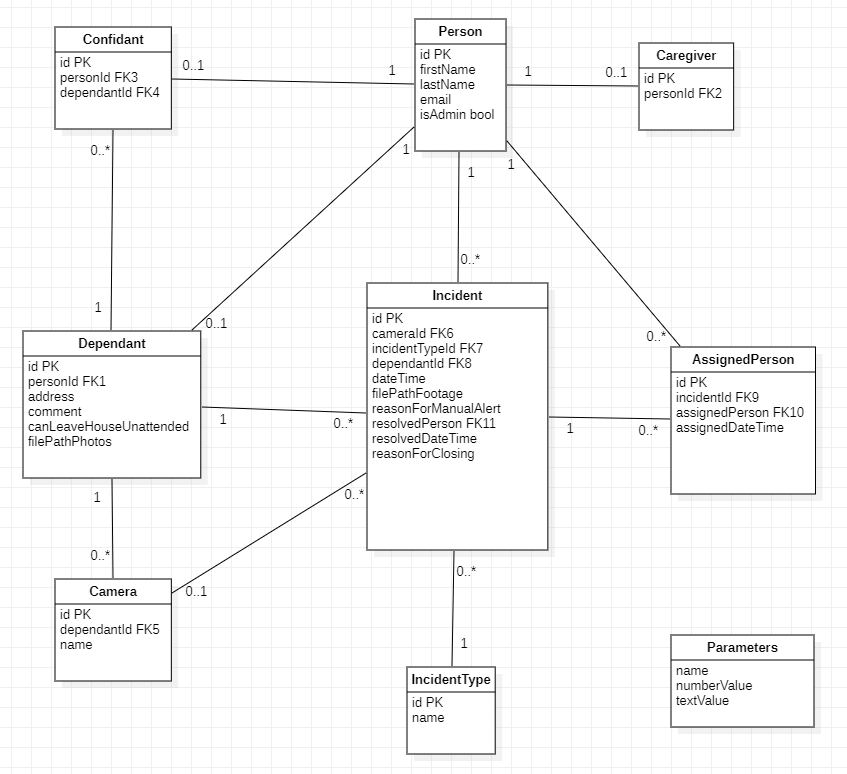 Confidant
id PK
personId FK3
dependantId FK4
0..1
1
Person
id PK
firstName
lastName
email
isAdmin bool
1
0..1
Caregiver
id PK
personId FK2
0..*
1
1
1
0..*
1
0..1
0..*
Dependant
id PK
personId FK1
address
comment
canLeaveHouseUnattended
filePathPhotos
1
0..*
Incident
id PK
cameraId FK6
incidentTypeId FK7
dependantId FK8
dateTime
filePathFootage
reasonForManualAlert
resolvedPerson FK11
resolvedDateTime
reasonForClosing
1
0..*
AssignedPerson
id PK
incidentId FK9
assignedPerson FK10
assignedDateTime
1
0..*
0..*
0..1
Camera
id PK
dependantId FK5
name
0..*
1
IncidentType
id PK
name
Parameters
name
numberValue
textValue